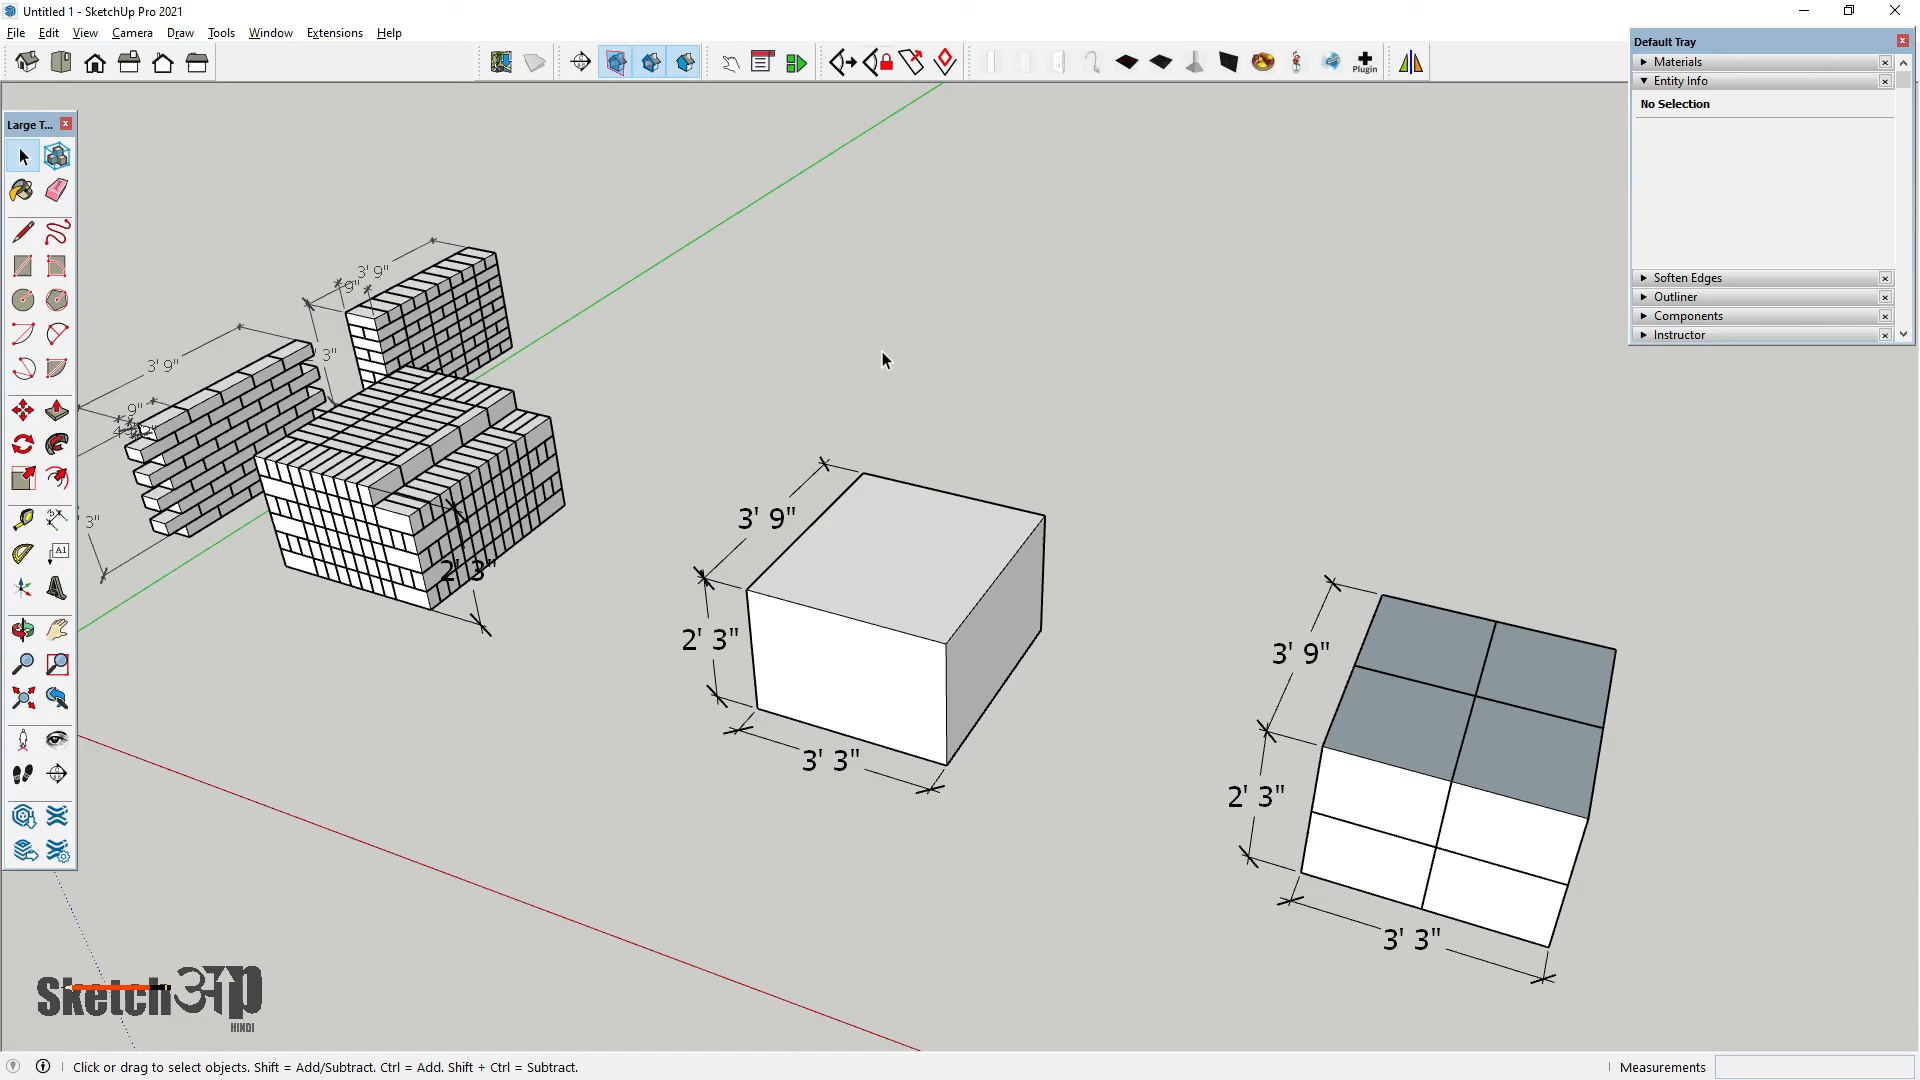 Untitled 1 - SketchUp Pro 2021
File Edit View Camera Draw Tools Window Extensions Help
Plugin
Default Tray
Materials
Entity Info
No Selection
Soften Edges
Outliner
Components
Instructor
Large T...
A1
3' 9"
9"
3' 9"
9"
2' 3"
3' 9"
2' 3"
3' 3"
3' 9"
2' 3"
3' 3"
Sketchअप
HINDI
Click or drag to select objects. Shift = Add/Subtract. Ctrl = Add. Shift + Ctrl = Subtract.
Measurements